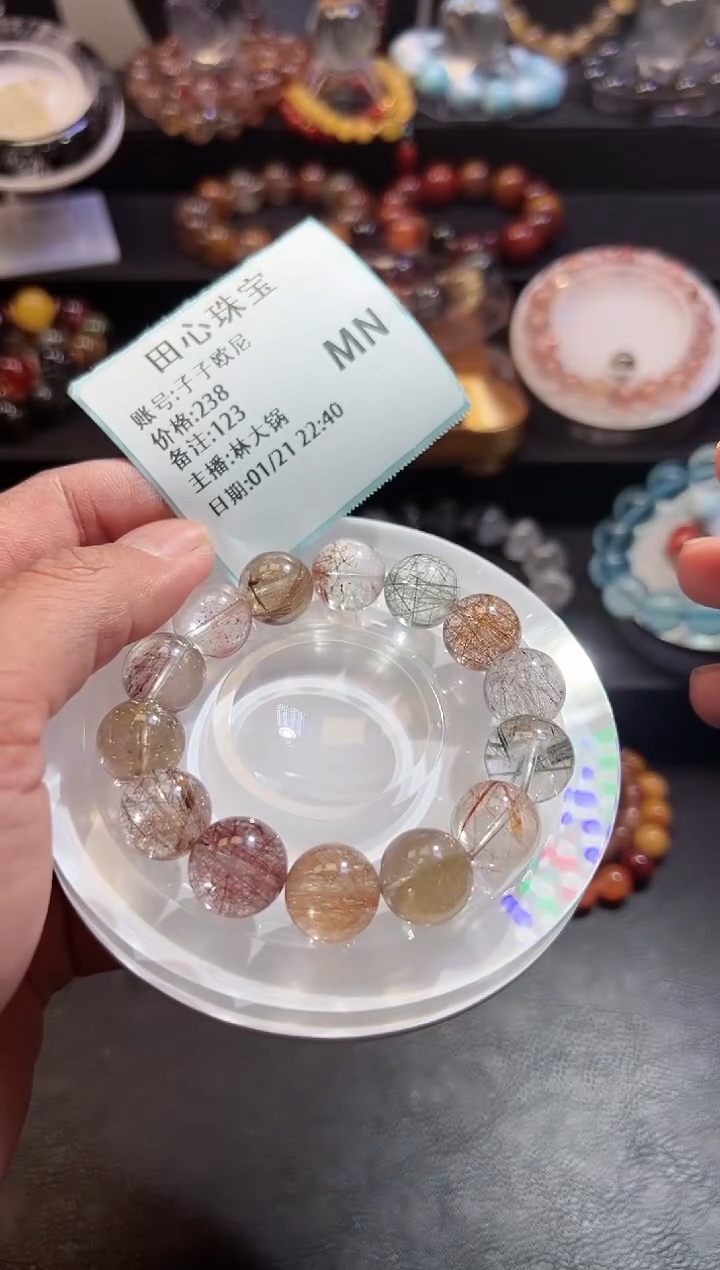 田心珠宝
MN
账号:子子欧尼
价格:238
备注:123
主播:林大锅
日期:01/21 22:40